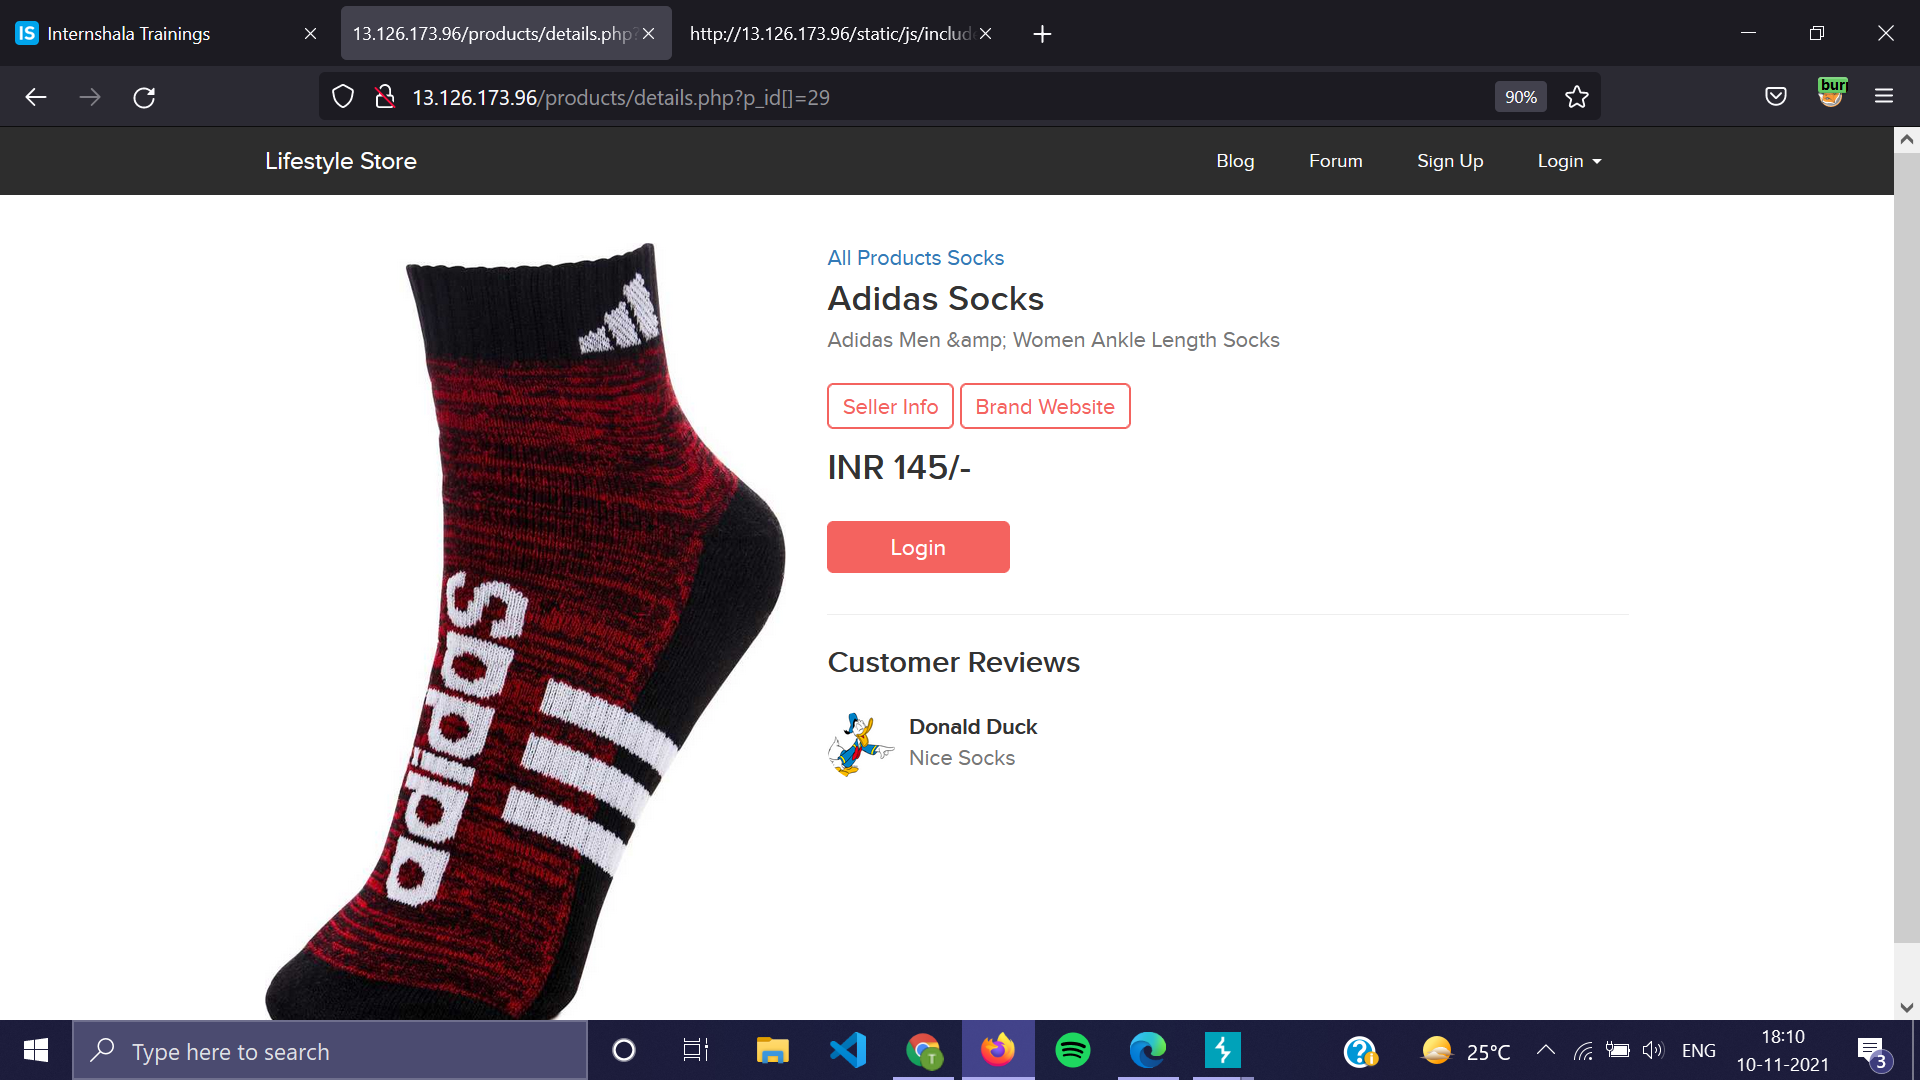 IS Internshala Trainings
13.126.173.96/products/details.php?
http://13.126.173.96/static/js/includ
13.126.173.96/products/details.php?p_id[]=29
90%
bur
Lifestyle Store
Blog
Forum
Sign Up
Login
All Products Socks
Adidas Socks
Adidas Men &amp; Women Ankle Length Socks
Seller Info
Brand Website
INR 145/-
Login
adidas
Customer Reviews
Donald Duck
Nice Socks
Type here to search
T
25°C
ENG
18:10
10-11-2021
3